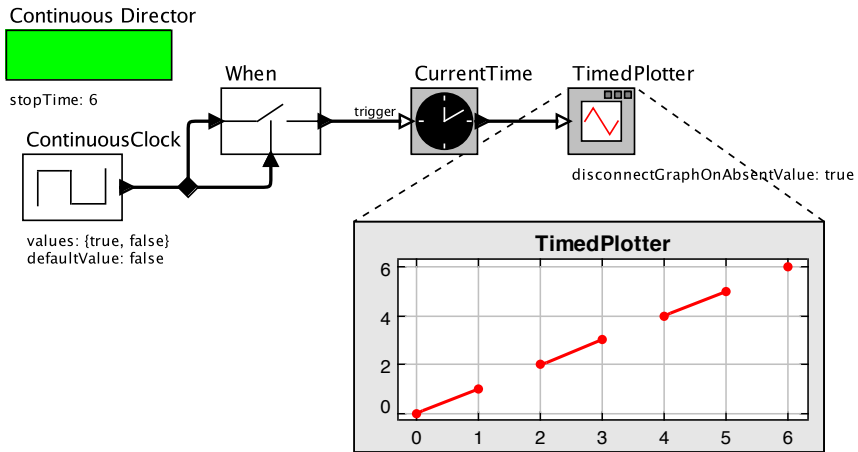 Continuous Director
stopTime: 6
When
CurrentTime
TimedPlotter
trigger
ContinuousClock
values: {true, false}
defaultValue: false
disconnectGraphOnAbsentValue: true
TimedPlotter
6
4
2
0
0 1 2 3 4 5 6